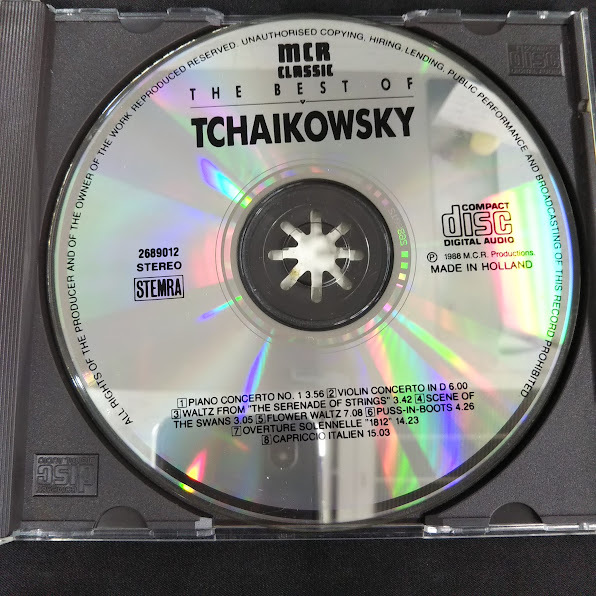 ALL RIGHTS OF THE PRODUCER AND OF THE OWNER OF THE WORK REPRODUCED RESERVED. UNAUTHORISED COPYING, HIRING, LENDING, PUBLIC PERFORMANCE AND BROADCASTING OF THIS RECORD PROHIBITED
MCR
CLASSIC
THE BEST OF
TCHAIKOWSKY
COMPACT
disc
DIGITAL AUDIO
2689012
STEREO
STEMRA
℗ 1988 M.C.R. Productions
MADE IN HOLLAND
1 PIANO CONCERTO NO. 1 3.56 2 VIOLIN CONCERTO IN D 6.00
3 WALTZ FROM "THE SERENADE OF STRINGS" 3.42 4 SCENE OF
THE SWANS 3.05 5 FLOWER WALTZ 7.08 6 PUSS-IN-BOOTS 4.26
7 OVERTURE SOLENNELLE "1812" 14.23
8 CAPRICCIO ITALIEN 15.03
COMPACT
disc
DIGITAL AUDIO
disc